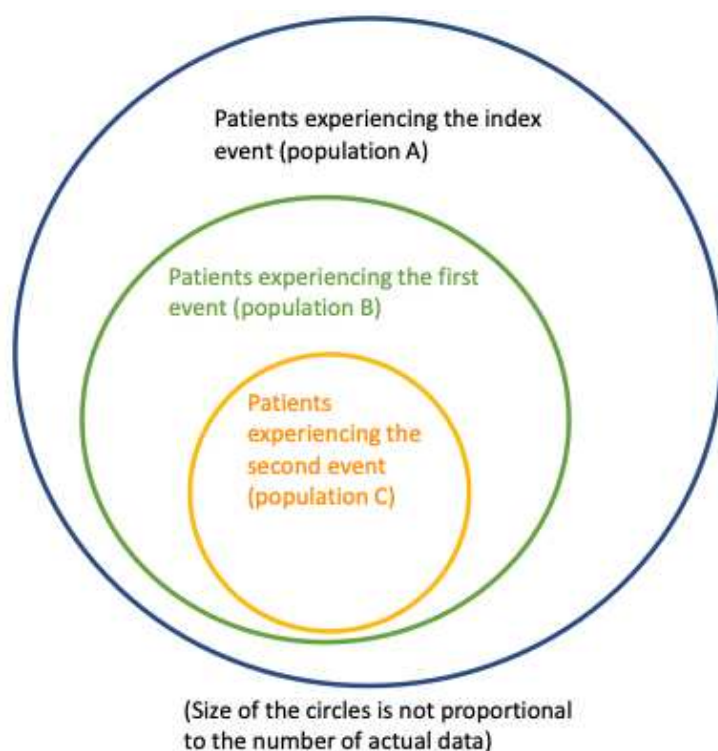 Patients experiencing the index
event (population A)
Patients experiencing the first
event (population B)
Patients
experiencing the
second event
(population C)
(Size of the circles is not proportional
to the number of actual data)